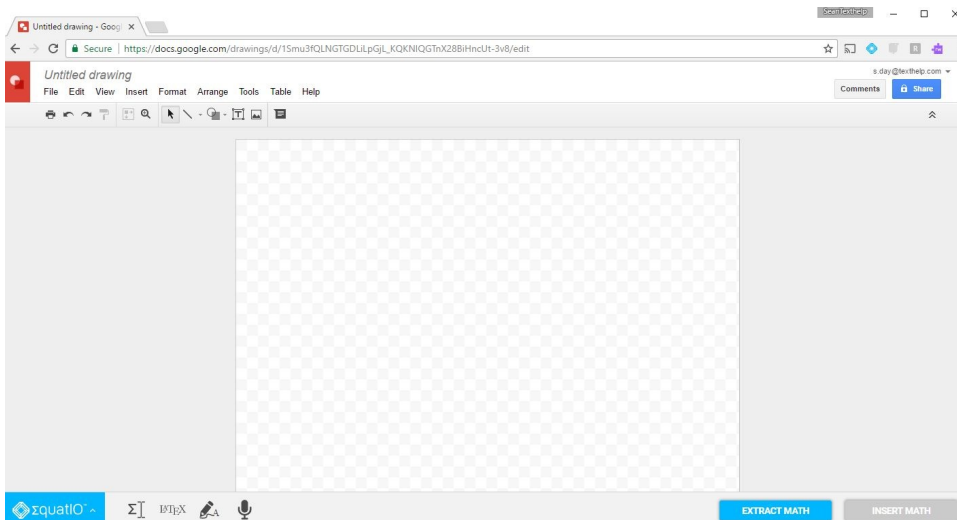 SeanTexthelp
Untitled drawing - Goog
Secure | https://docs.google.com/drawings/d/1Smu3fQLNGTGDLiLpGjL_KQKNIQGTnX28BiHncUt-3v8/edit
Untitled drawing
s.day@texthelp.com
File Edit View Insert Format Arrange Tools Table Help
Comments Share
ΣquatIO
Σ LATEX A
EXTRACT MATH INSERT MATH